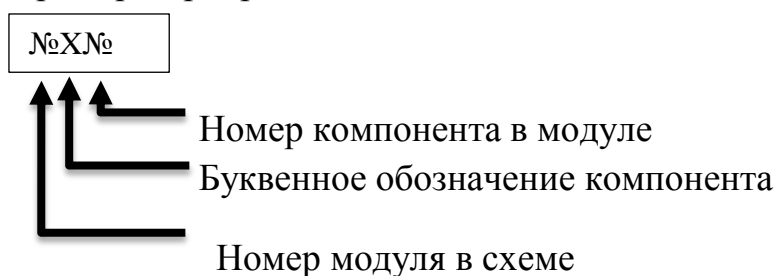 №X№
Номер компонента в модуле
Буквенное обозначение компонента
Номер модуля в схеме